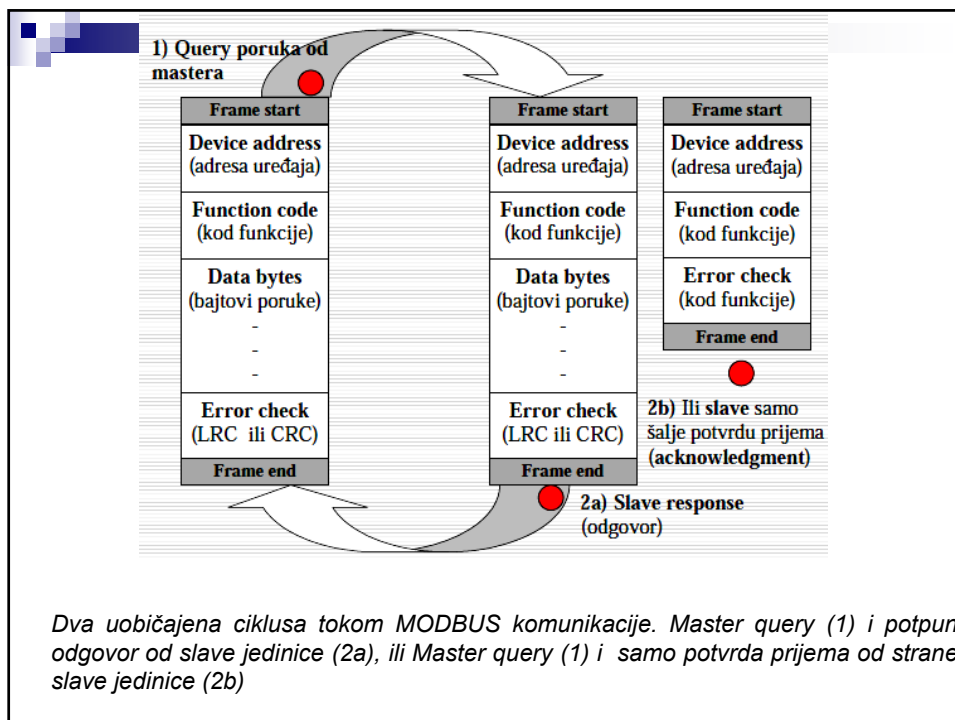 1) Query poruka od
mastera
Frame start
Device address
(adresa uređaja)
Function code
(kod funkcije)
Data bytes
(bajtovi poruke)
-
-
-
Error check
(LRC ili CRC)
Frame end
Frame start
Device address
(adresa uređaja)
Function code
(kod funkcije)
Data bytes
(bajtovi poruke)
-
-
-
Error check
(LRC ili CRC)
Frame end
Frame start
Device address
(adresa uređaja)
Function code
(kod funkcije)
Error check
(kod funkcije)
Frame end
2b) Ili slave samo
šalje potvrdu prijema
(acknowledgment)
2a) Slave response
(odgovor)
Dva uobičajena ciklusa tokom MODBUS komunikacije. Master query (1) i potpun
odgovor od slave jedinice (2a), ili Master query (1) i samo potvrda prijema od strane
slave jedinice (2b)